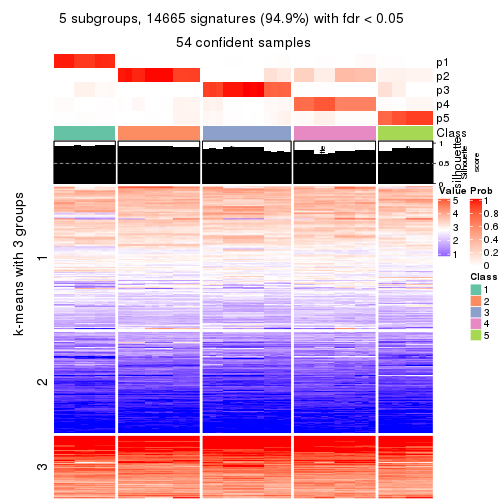 5 subgroups, 14665 signatures (94.9%) with fdr < 0.05
54 confident samples
p1
p2
p3
p4
p5
Class
1
0.5
0
silhouette
Silhouette
score
k-means with 3 groups
1
2
3
Value
5
4
3
2
1
Prob
1
0.8
0.6
0.4
0.2
0
Class
1
2
3
4
5